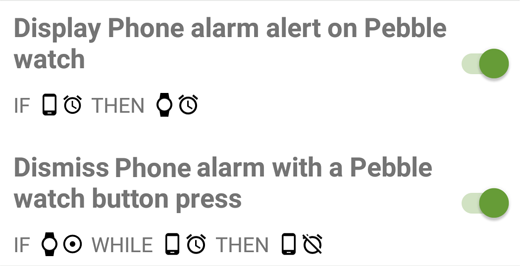 Display Phone alarm alert on Pebble
watch
IF THEN
Dismiss Phone alarm with a Pebble
watch button press
IF WHILE THEN